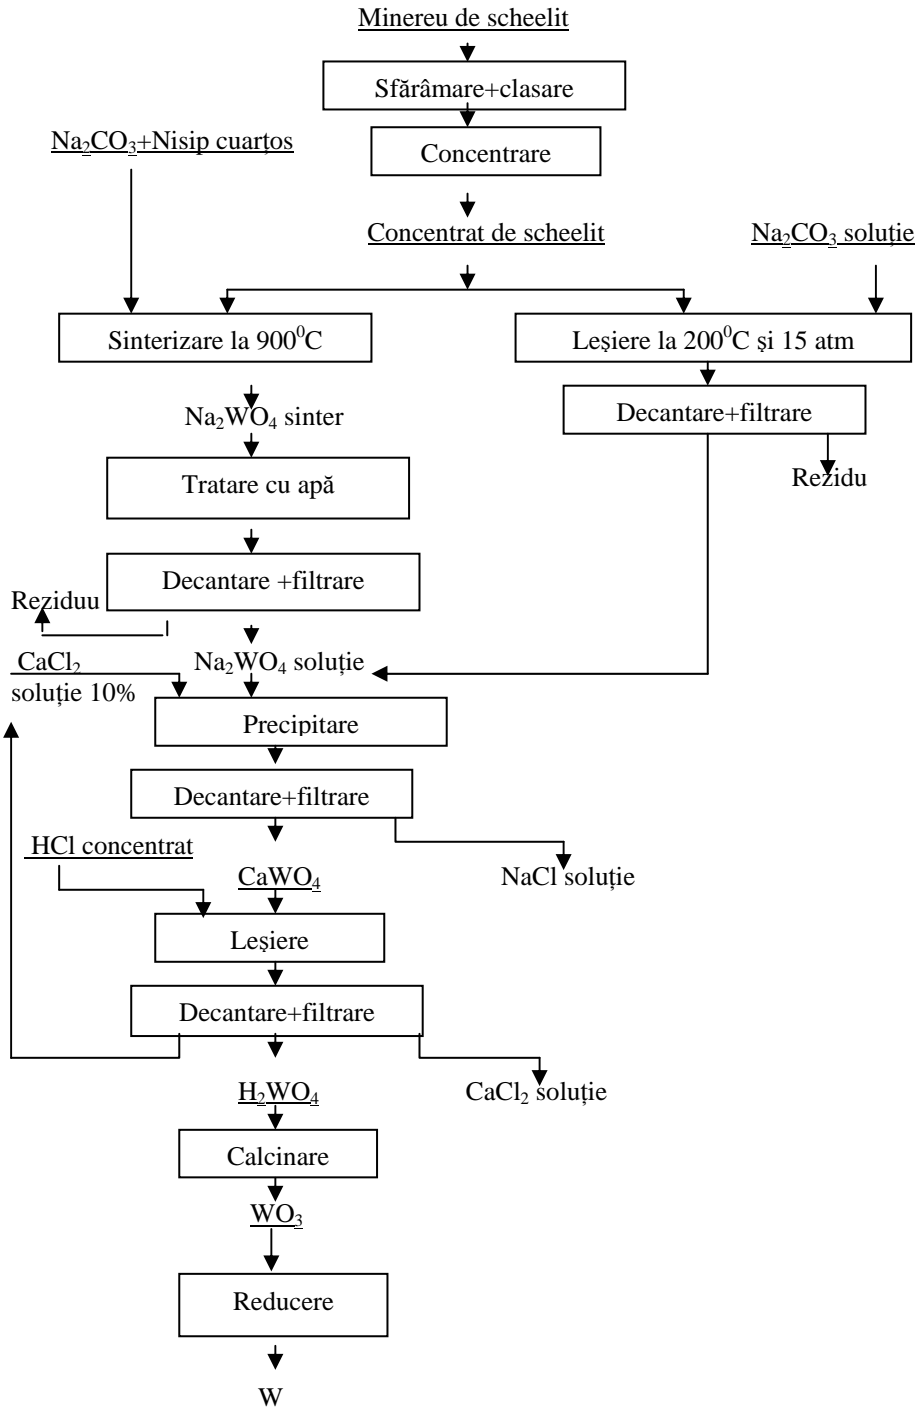 Minereu de scheelit
Sfărâmare+clasare
Na₂CO₃+Nisip cuarțos
Concentrare
Concentrat de scheelit
Na₂CO₃ soluție
Sinterizare la 900⁰C
Leșiere la 200⁰C și 15 atm
Na₂WO₄ sinter
Decantare+filtrare
Rezidu
Tratare cu apă
Decantare +filtrare
Reziduu
CaCl₂
soluție 10%
Na₂WO₄ soluție
Precipitare
Decantare+filtrare
HCl concentrat
CaWO₄
NaCl soluție
Leșiere
Decantare+filtrare
H₂WO₄
CaCl₂ soluție
Calcinare
WO₃
Reducere
W